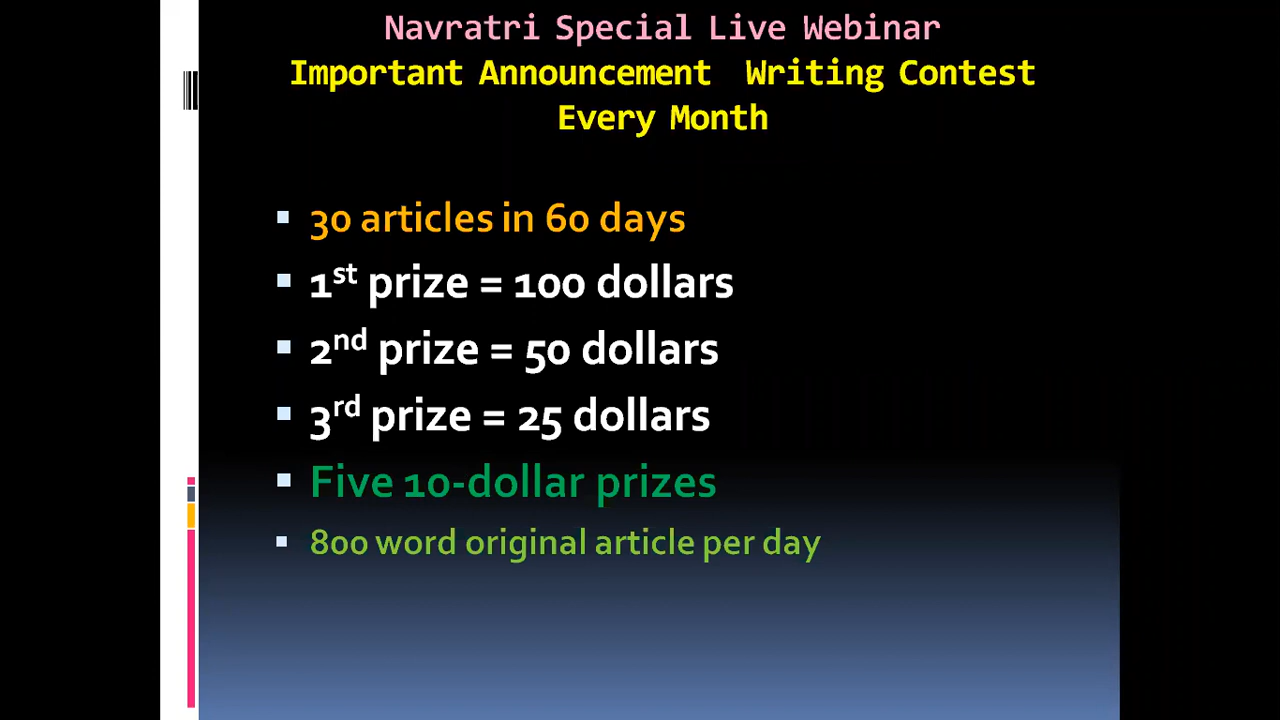 Navratri Special Live Webinar
Important Announcement Writing Contest
Every Month
30 articles in 60 days
1st prize = 100 dollars
2nd prize = 50 dollars
3rd prize = 25 dollars
Five 10-dollar prizes
800 word original article per day